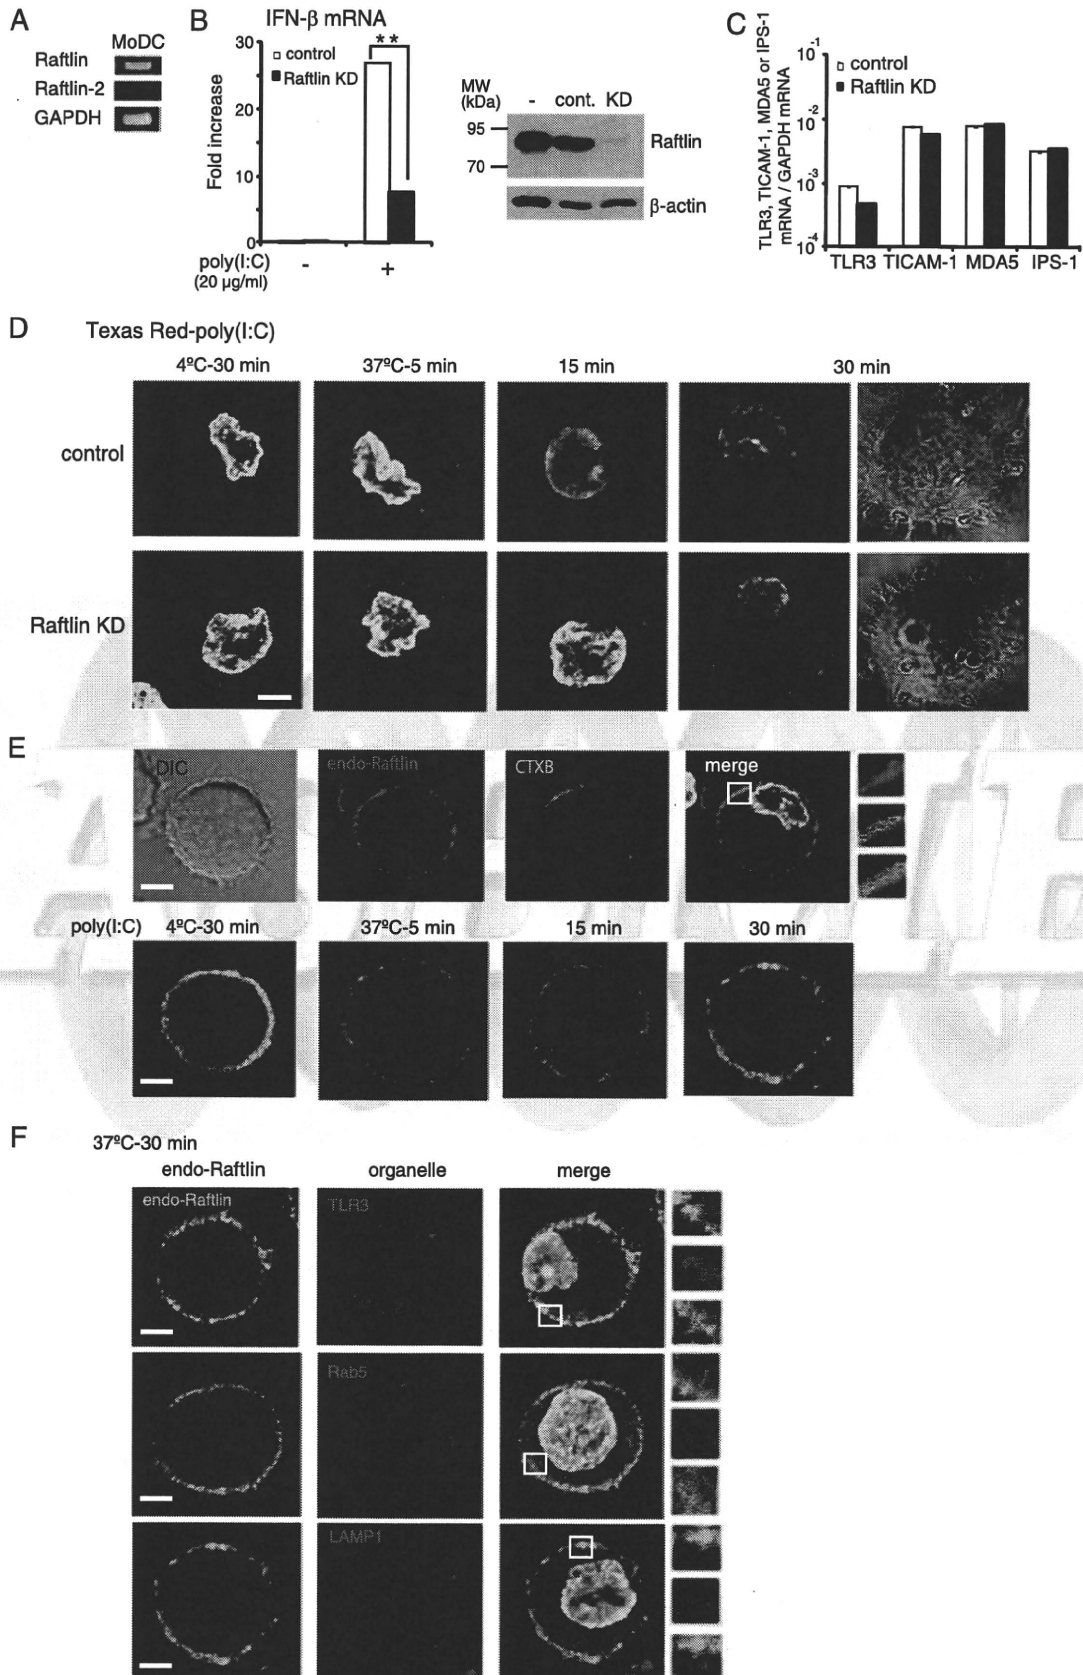 A
MoDC
Raftlin
Raftlin-2
GAPDH
B
IFN-β mRNA
Fold increase
30
20
10
0
control
Raftlin KD
**
poly(I:C)
(20 µg/ml)
- +
MW
(kDa)
- cont. KD
95
70
Raftlin
β-actin
C
TLR3, TICAM-1, MDA5 or IPS-1
mRNA / GAPDH mRNA
10-1
10-2
10-3
10-4
control
Raftlin KD
TLR3 TICAM-1 MDA5 IPS-1
D
Texas Red-poly(I:C)
4ºC-30 min 37ºC-5 min 15 min 30 min
control
Raftlin KD
E
DIC
endo-Raftlin
CTXB
merge
poly(I:C) 4ºC-30 min 37ºC-5 min 15 min 30 min
F
37ºC-30 min
endo-Raftlin organelle merge
endo-Raftlin
TLR3
Rab5
LAMP1